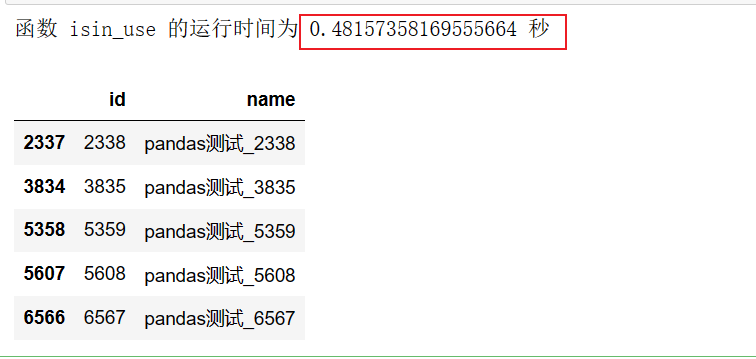 函数 isin_use 的运行时间为 0.48157358169555664 秒
id name
2337 2338 pandas测试_2338
3834 3835 pandas测试_3835
5358 5359 pandas测试_5359
5607 5608 pandas测试_5608
6566 6567 pandas测试_6567